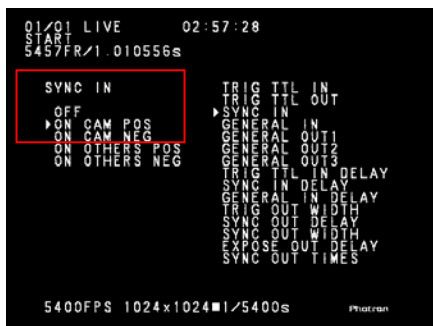 01/01 LIVE 02:57:28
START
5457FR/1.010556s
SYNC IN
OFF
▶ON CAM POS
ON CAM NEG
ON OTHERS POS
ON OTHERS NEG
TRIG TTL IN
TRIG TTL OUT
▶SYNC IN
GENERAL IN
GENERAL OUT1
GENERAL OUT2
GENERAL OUT3
TRIG TTL IN DELAY
SYNC IN DELAY
GENERAL IN DELAY
TRIG OUT WIDTH
SYNC OUT DELAY
SYNC OUT WIDTH
EXPOSE OUT DELAY
SYNC OUT TIMES
5400FPS 1024x1024■1/5400s Photron